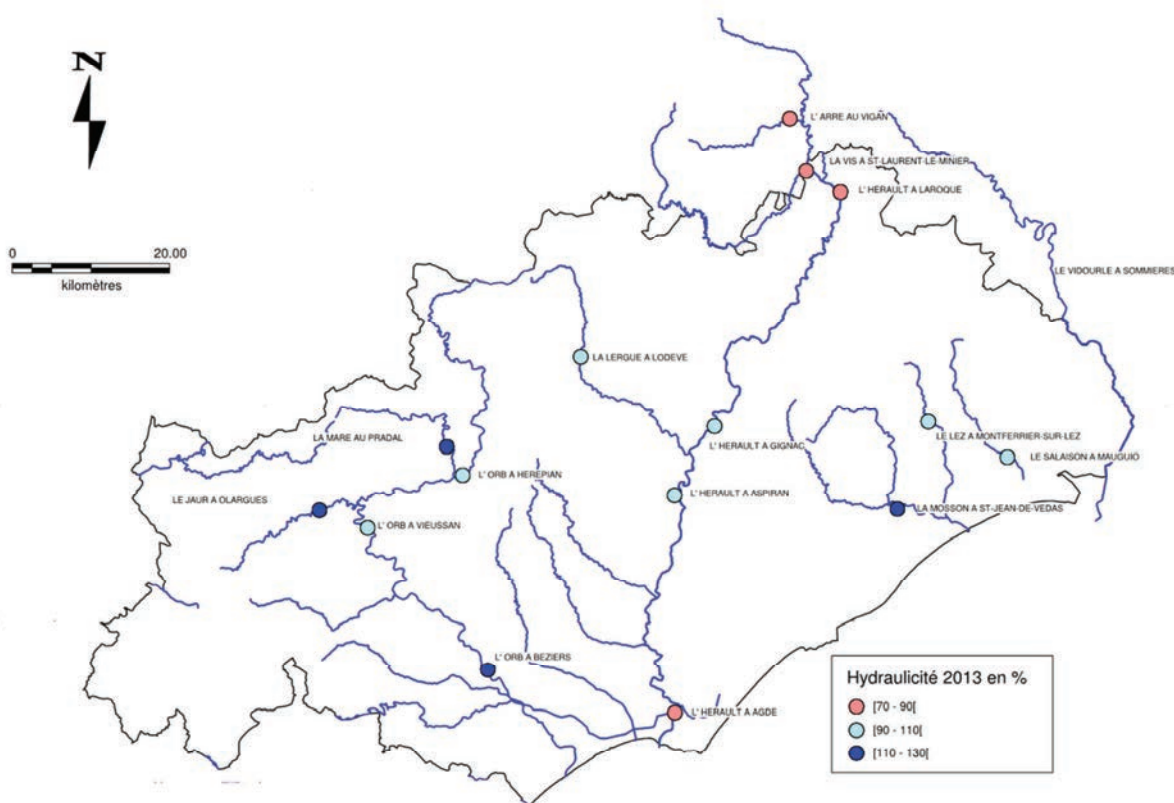 N
L' ARRE AU VIGAN
LA VIS A ST-LAURENT-LE-MINIER
L' HERAULT A LAROQUE
0 20.00
kilomètres
LE VIDOURLE A SOMMIERES
LA LERGUE A LODEVE
L' HERAULT A GIGNAC
LE LEZ A MONTFERRIER-SUR-LEZ
LA MARE AU PRADAL
LE SALAISON A MAUGUIO
L' ORB A HEREPIAN
L' HERAULT A ASPIRAN
LE JAUR A OLARGUES
LA MOSSON A ST-JEAN-DE-VEDAS
L' ORB A VIEUSSAN
L' ORB A BEZIERS
L' HERAULT A AGDE
Hydraulicité 2013 en %
[70 - 90[
[90 - 110[
[110 - 130[